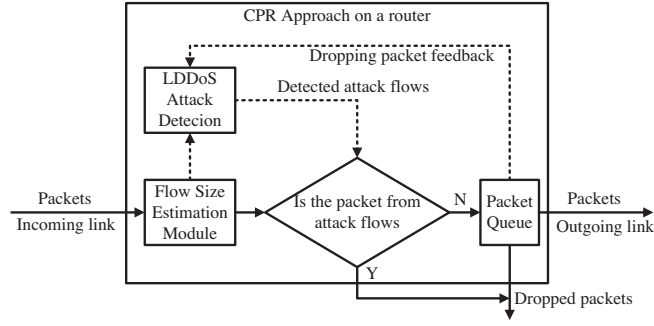 CPR Approach on a router
Dropping packet feedback
LDDoS
Attack
Detecion
Detected attack flows
Packets
Incoming link
Flow Size
Estimation
Module
Is the packet from
attack flows
N
Packet
Queue
Packets
Outgoing link
Y
Dropped packets